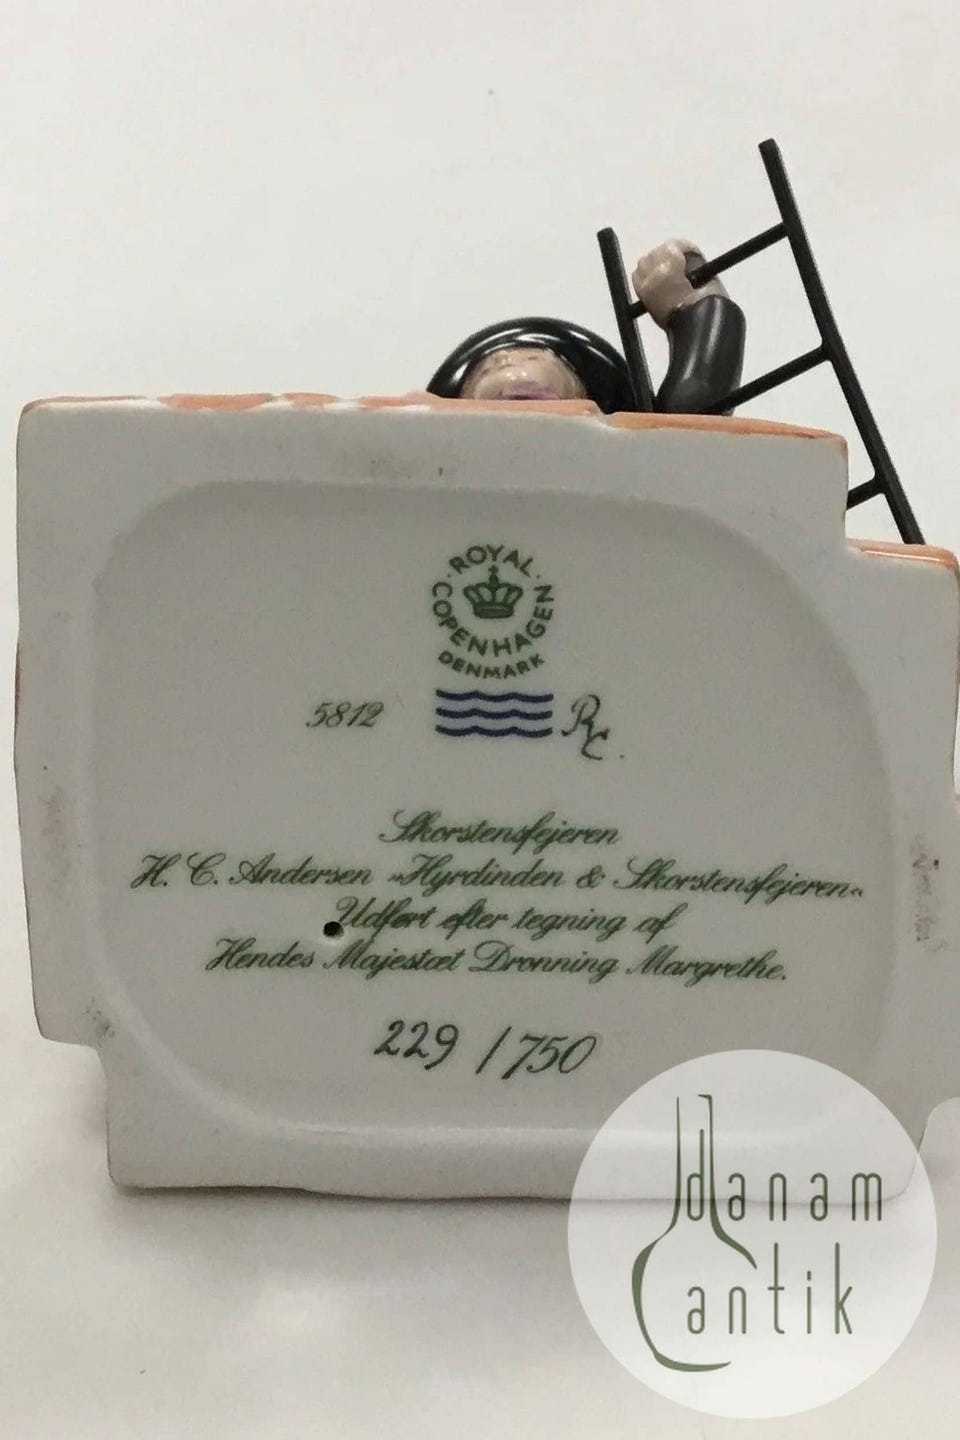 ROYAL
COPENHAGEN
DENMARK
5812
RC.
Skorstensfejeren
H. C. Andersen »Hyrdinden & Skorstensfejeren«
Udført efter tegning af
Hendes Majestæt Dronning Margrethe.
229 / 750
danam
antik